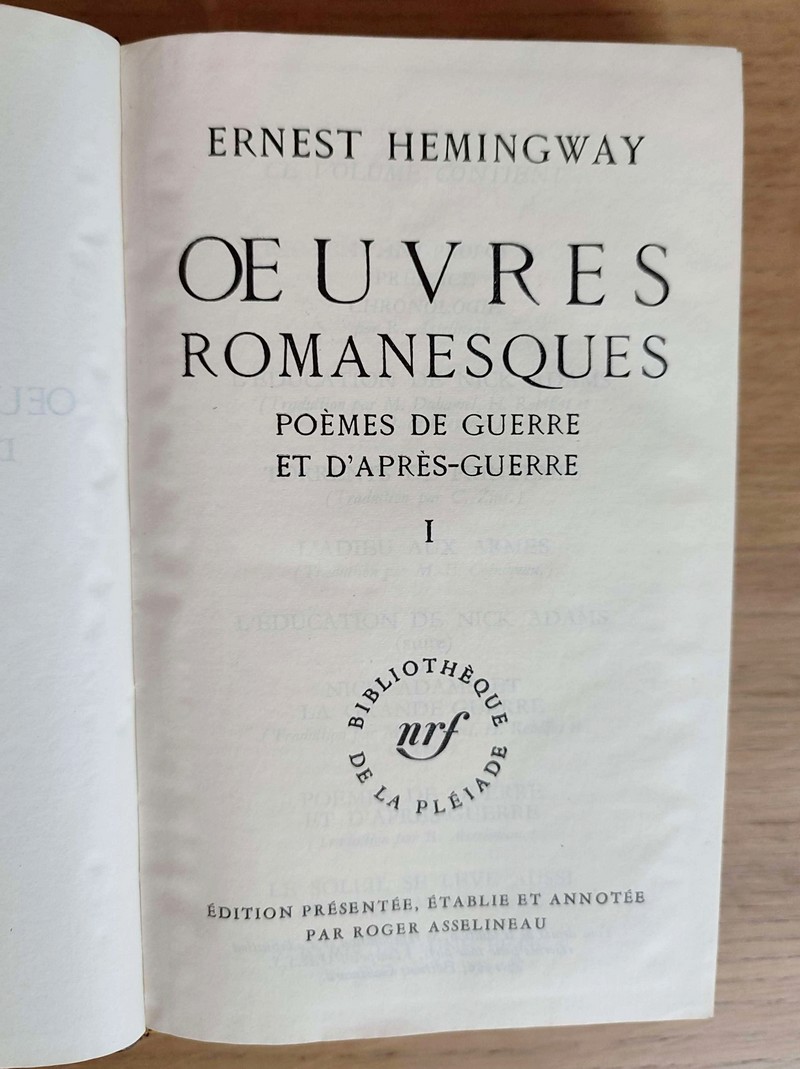 ERNEST HEMINGWAY
ŒUVRES
ROMANESQUES
POÈMES DE GUERRE
ET D'APRÈS-GUERRE
I
BIBLIOTHÈQUE
nrf
DE LA PLÉIADE
ÉDITION PRÉSENTÉE, ÉTABLIE ET ANNOTÉE
PAR ROGER ASSELINEAU